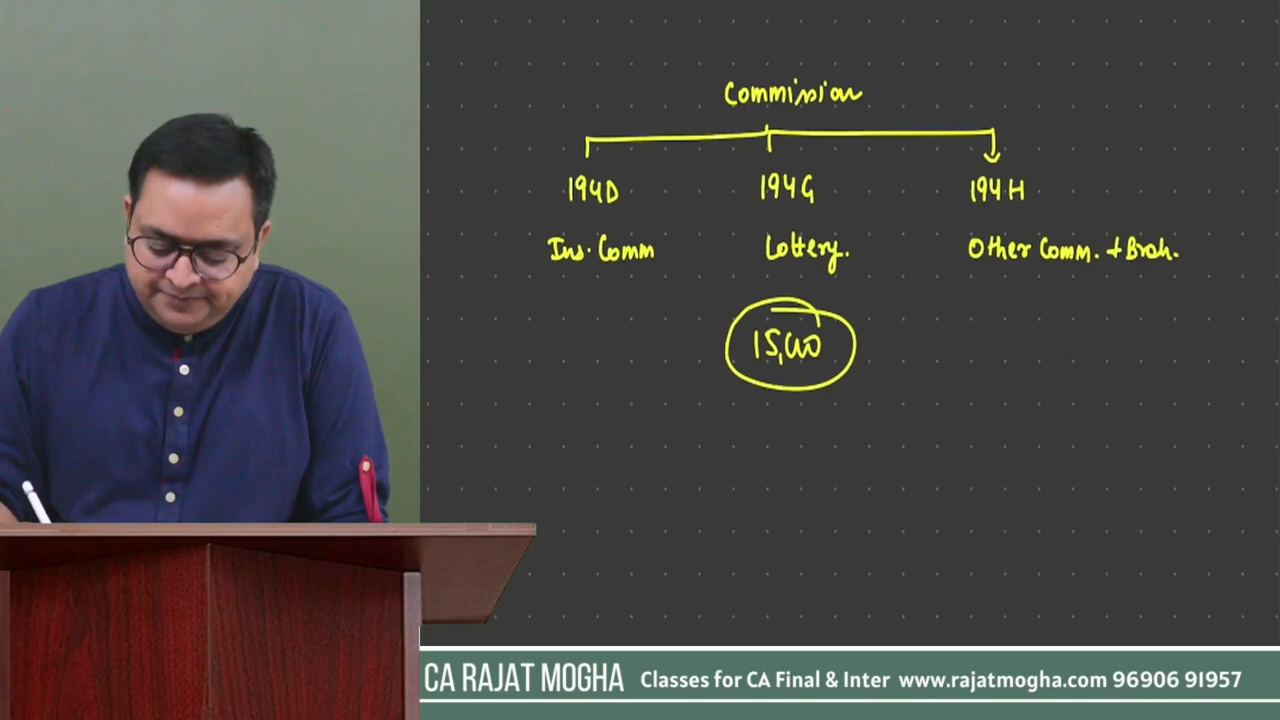 Commission
194D 194G 194H
Ins. Comm Lottery. Other Comm. + Brok.
15,000
CA RAJAT MOGHA Classes for CA Final & Inter www.rajatmogha.com 96906 91957